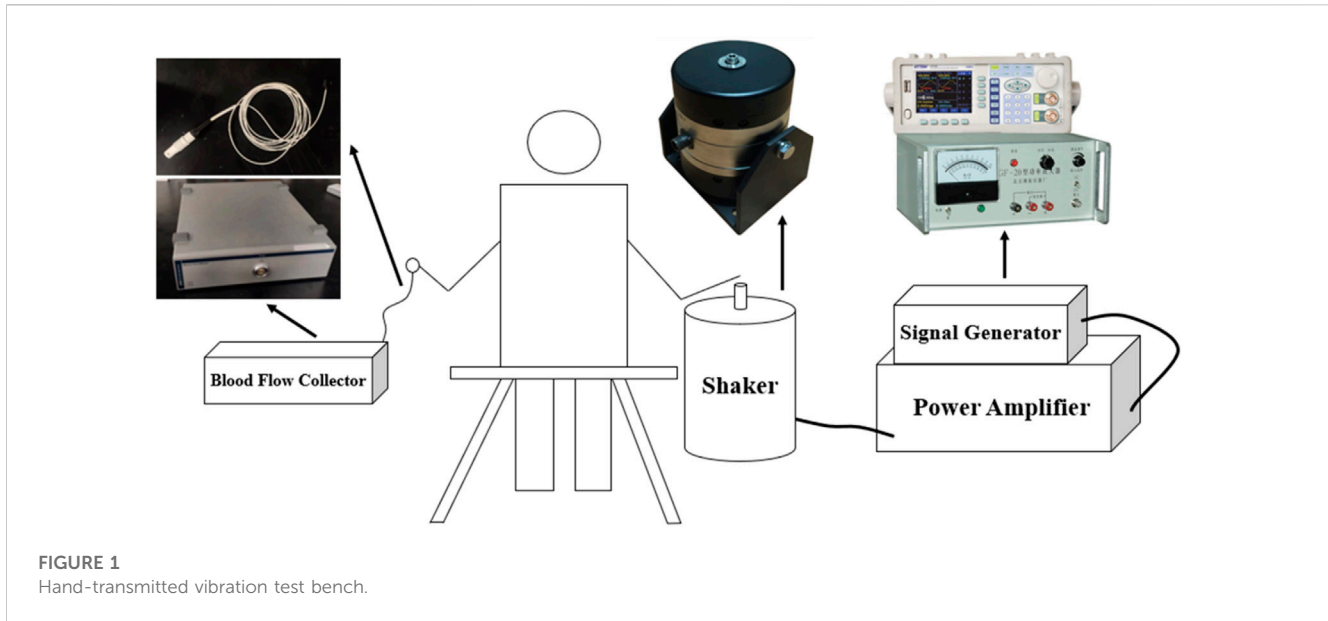 Blood Flow Collector
Shaker
Signal Generator
Power Amplifier
FIGURE 1
Hand-transmitted vibration test bench.